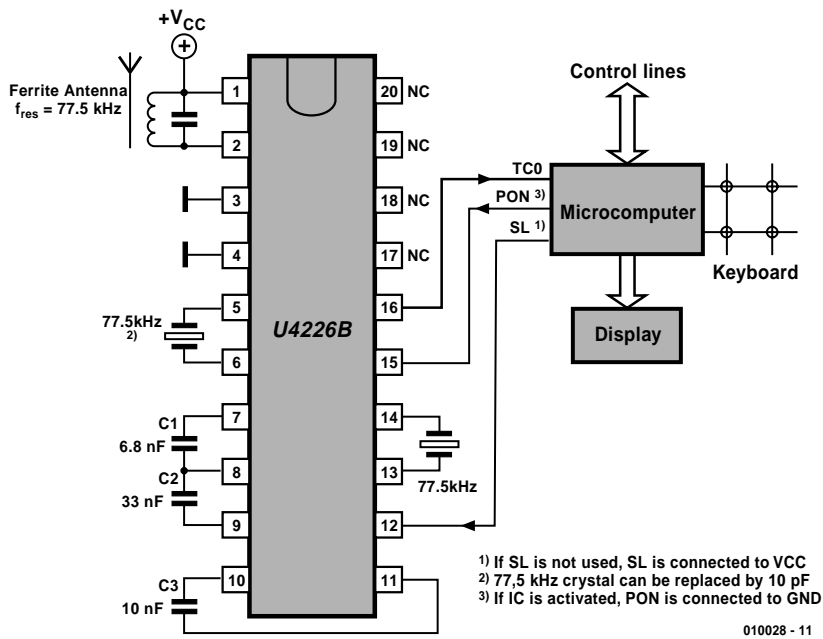 +VCC
Ferrite Antenna
fres = 77.5 kHz
1
2
3
4
5
6
7
8
9
10
20 NC
19 NC
18 NC
17 NC
16
15
14
13
12
11
77.5kHz
2)
C1
6.8 nF
C2
33 nF
C3
10 nF
U4226B
77.5kHz
Control lines
TC0
PON 3)
SL 1)
Microcomputer
Keyboard
Display
1) If SL is not used, SL is connected to VCC
2) 77,5 kHz crystal can be replaced by 10 pF
3) If IC is activated, PON is connected to GND
010028 - 11